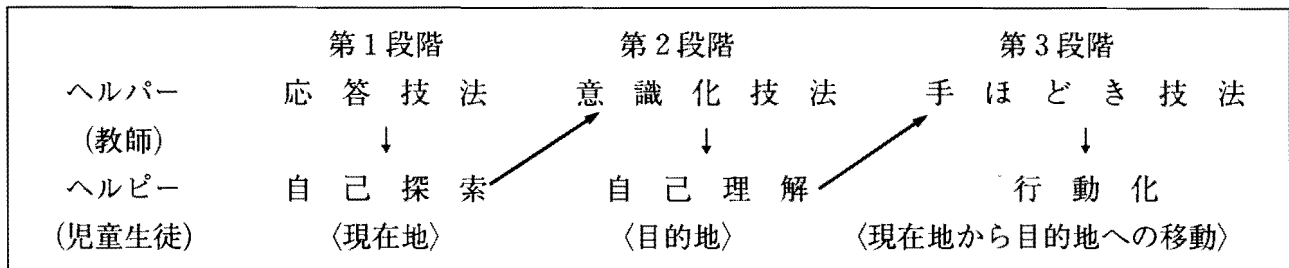 第1段階 第2段階 第3段階
ヘルパー 応答技法 意識化技法 手ほどき技法
(教師) ↓ ↓ ↓
ヘルピー 自己探索 自己理解 行動化
(児童生徒) 〈現在地〉 〈目的地〉 〈現在地から目的地への移動〉